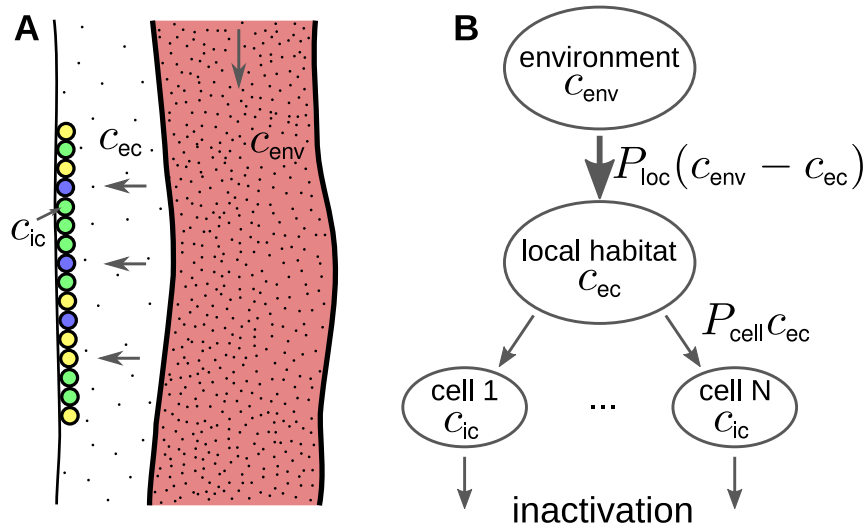 A
c_ec
c_env
c_ic
B
environment
c_env
P_loc(c_env − c_ec)
local habitat
c_ec
P_cell c_ec
cell 1
c_ic
...
cell N
c_ic
inactivation